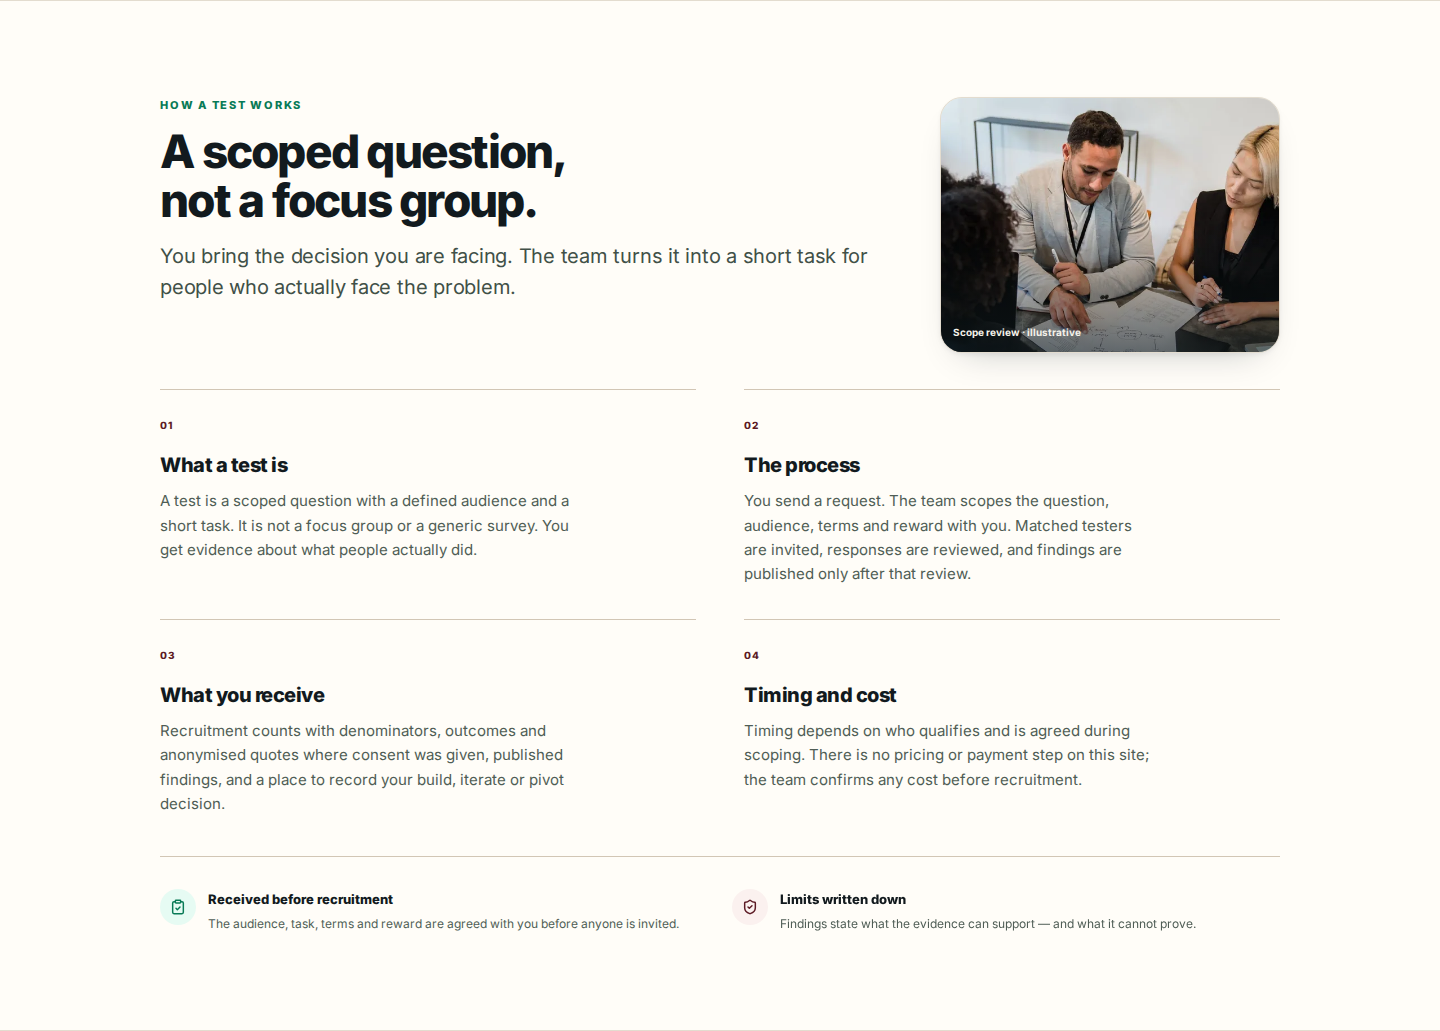 HOW A TEST WORKS
A scoped question,
not a focus group.
You bring the decision you are facing. The team turns it into a short task for
people who actually face the problem.
Scope review · illustrative
01
What a test is
A test is a scoped question with a defined audience and a
short task. It is not a focus group or a generic survey. You
get evidence about what people actually did.
02
The process
You send a request. The team scopes the question,
audience, terms and reward with you. Matched testers
are invited, responses are reviewed, and findings are
published only after that review.
03
What you receive
Recruitment counts with denominators, outcomes and
anonymised quotes where consent was given, published
findings, and a place to record your build, iterate or pivot
decision.
04
Timing and cost
Timing depends on who qualifies and is agreed during
scoping. There is no pricing or payment step on this site;
the team confirms any cost before recruitment.
Received before recruitment
The audience, task, terms and reward are agreed with you before anyone is invited.
Limits written down
Findings state what the evidence can support — and what it cannot prove.